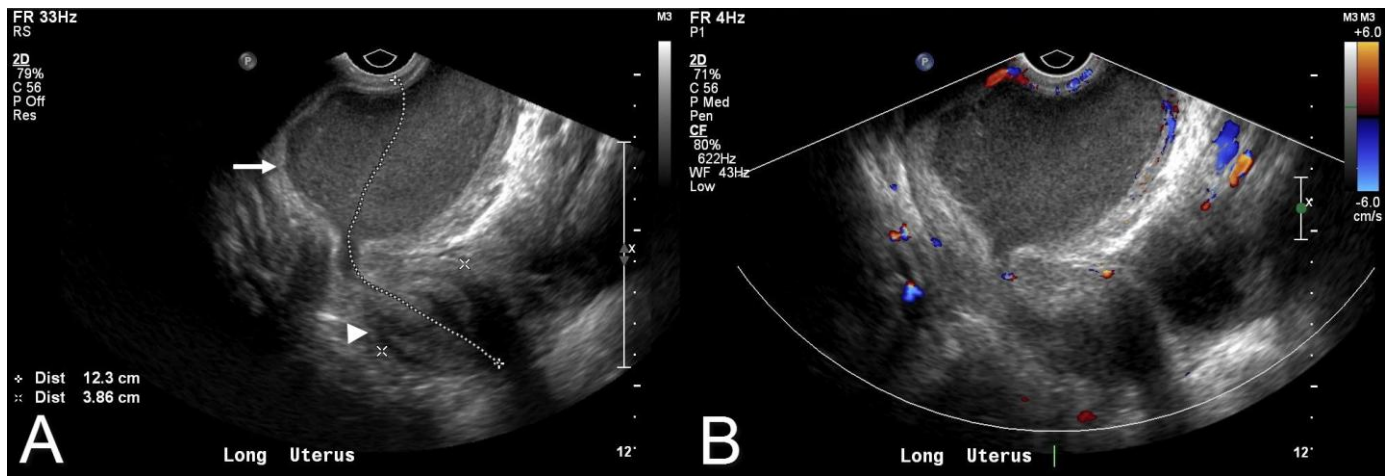 FR 33Hz
RS
2D
79%
C 56
P Off
Res
P
M3
X
Dist 12.3 cm
Dist 3.86 cm
A
Long Uterus
12
FR 4Hz
P1
2D
71%
C 56
P Med
Pen
CF
80%
622Hz
WF 43Hz
Low
P
M3 M3
+6.0
-6.0
cm/s
X
B
Long Uterus
12